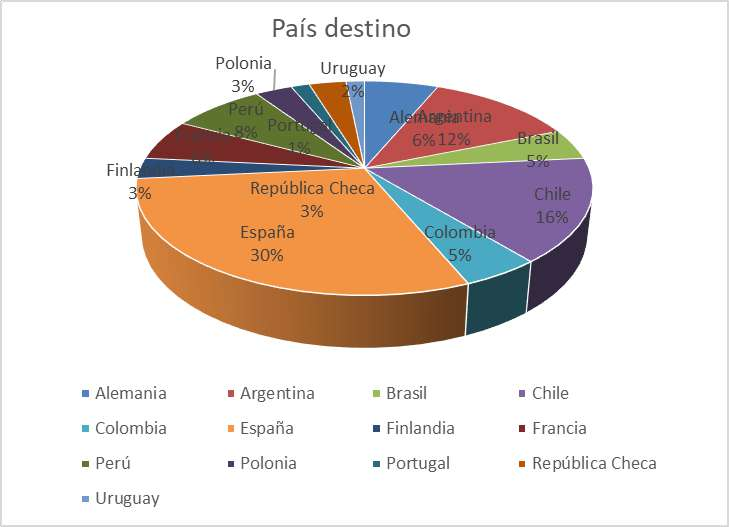 País destino
Polonia
3%
Uruguay
2%
Perú
8%
Portugal
1%
Alemania
6%
Argentina
12%
Brasil
5%
Finlandia
3%
República Checa
3%
Chile
16%
España
30%
Colombia
5%
Alemania
Argentina
Brasil
Chile
Colombia
España
Finlandia
Francia
Perú
Polonia
Portugal
República Checa
Uruguay